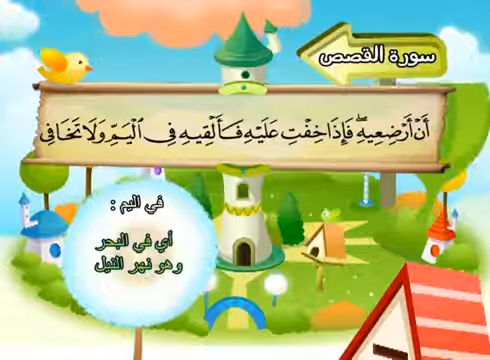 سورة القصص
أَنْ أَرْضِعِيهِ ۖ فَإِذَا خِفْتِ عَلَيْهِ فَأَلْقِيهِ فِي الْيَمِّ وَلَا تَخَافِي
في اليم :
أي في البحر
وهو نهر النيل